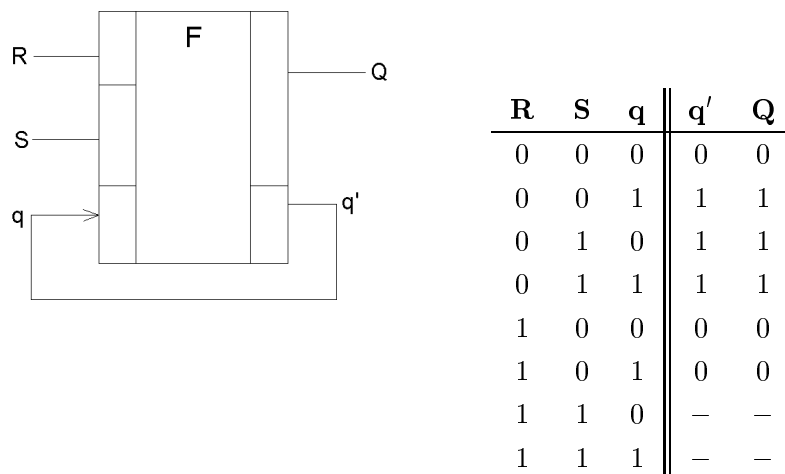 F
R
Q
S
q
q'
R S q q′ Q
0 0 0 0 0
0 0 1 1 1
0 1 0 1 1
0 1 1 1 1
1 0 0 0 0
1 0 1 0 0
1 1 0 – –
1 1 1 – –